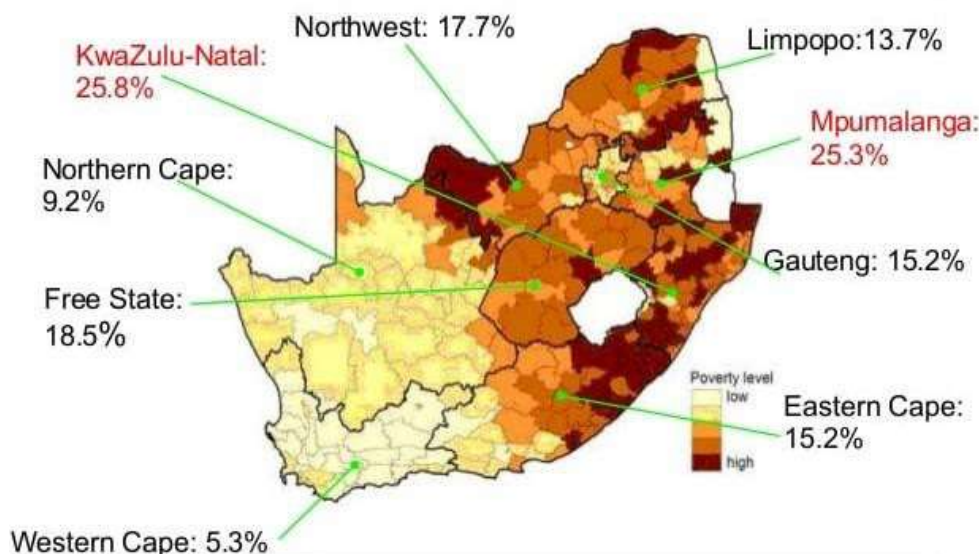 Northwest: 17.7%
KwaZulu-Natal:
25.8%
Limpopo:13.7%
Mpumalanga:
25.3%
Northern Cape:
9.2%
Gauteng: 15.2%
Free State:
18.5%
Poverty level
low
high
Eastern Cape:
15.2%
Western Cape: 5.3%